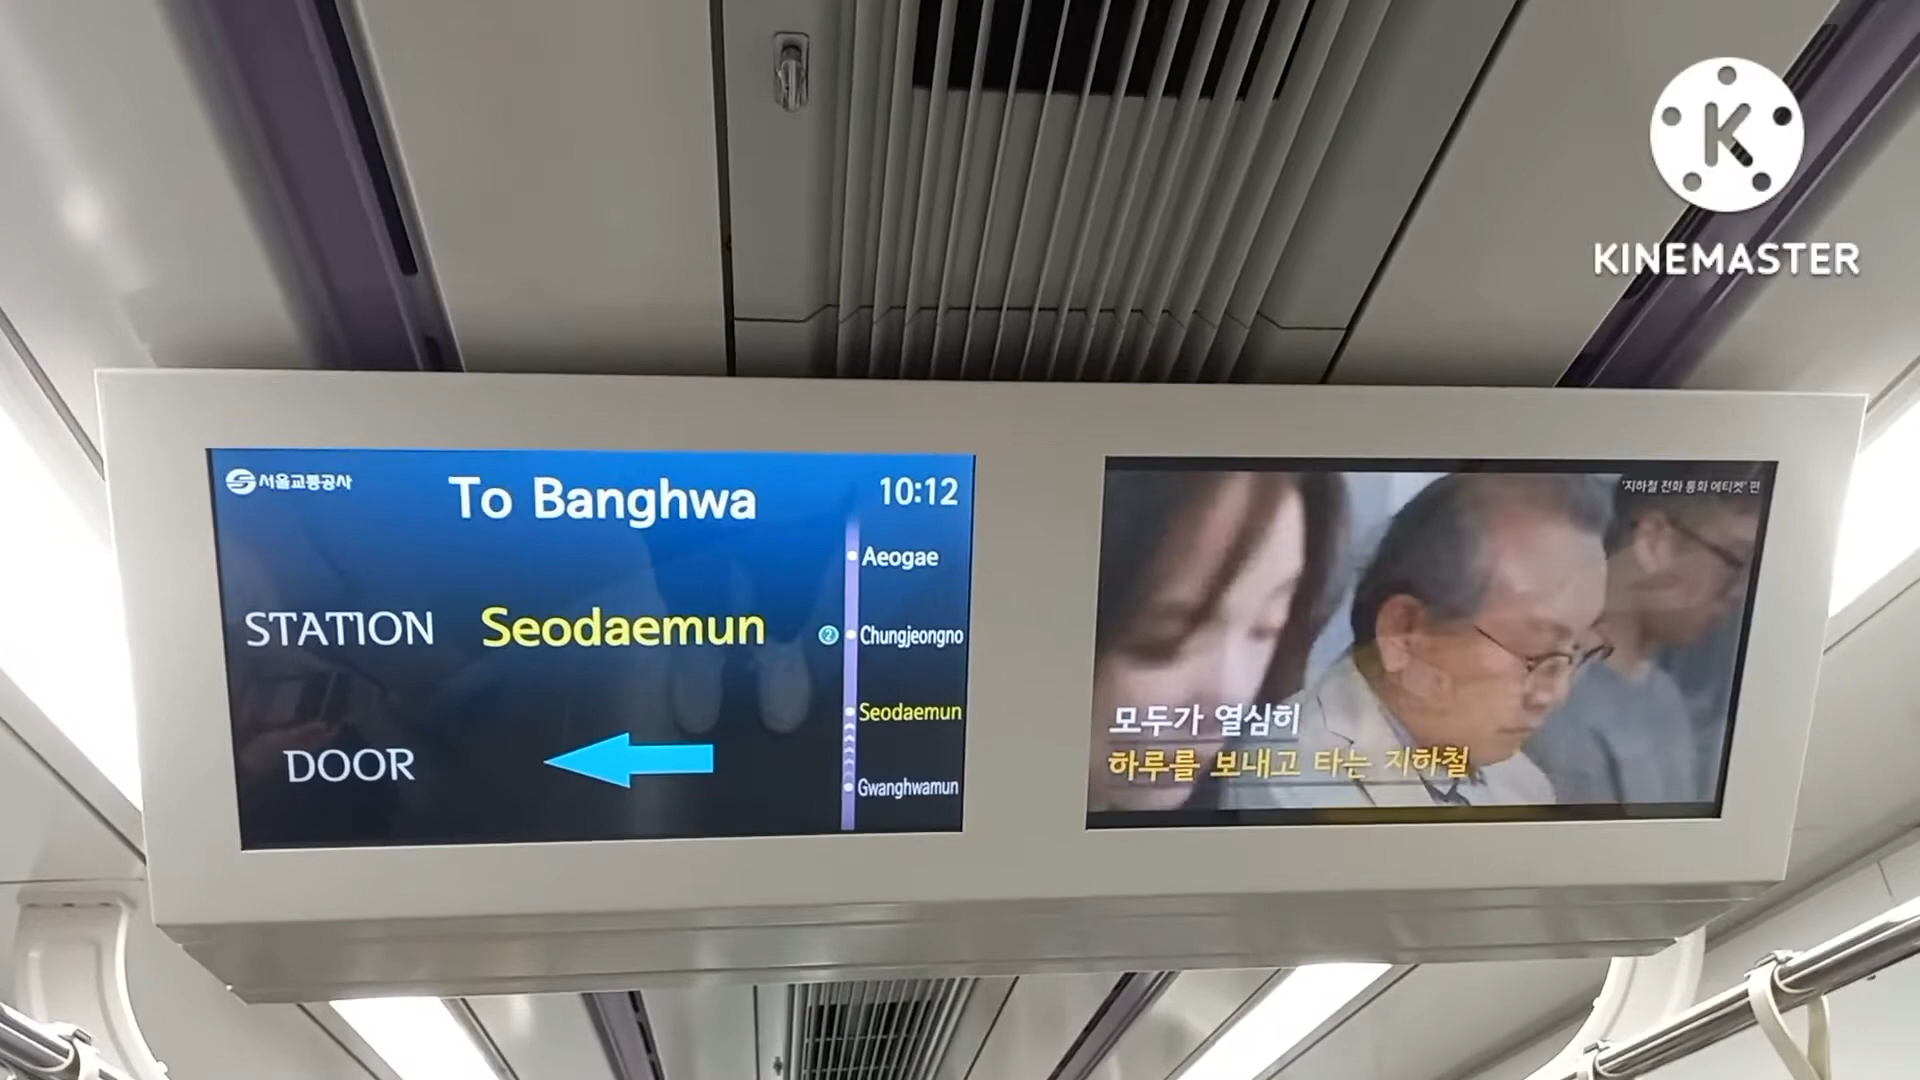 서울교통공사
To Banghwa
10:12
STATION Seodaemun
DOOR
Aeogae
2 Chungjeongno
Seodaemun
Gwanghwamun
'지하철 전화 통화 에티켓' 편
모두가 열심히
하루를 보내고 타는 지하철
K
KINEMASTER